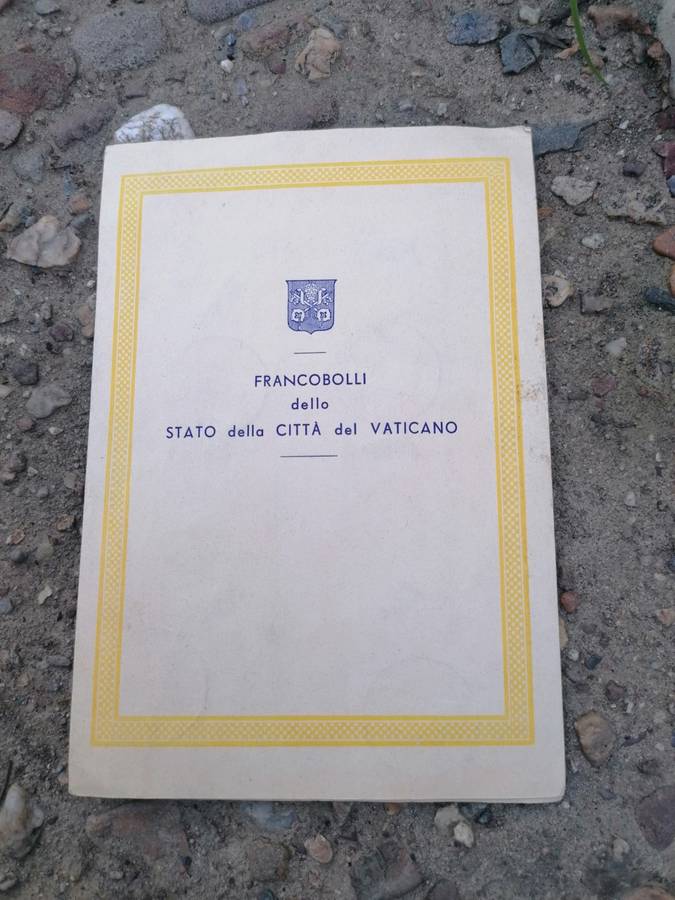 FRANCOBOLLI
dello
STATO della CITTÀ del VATICANO